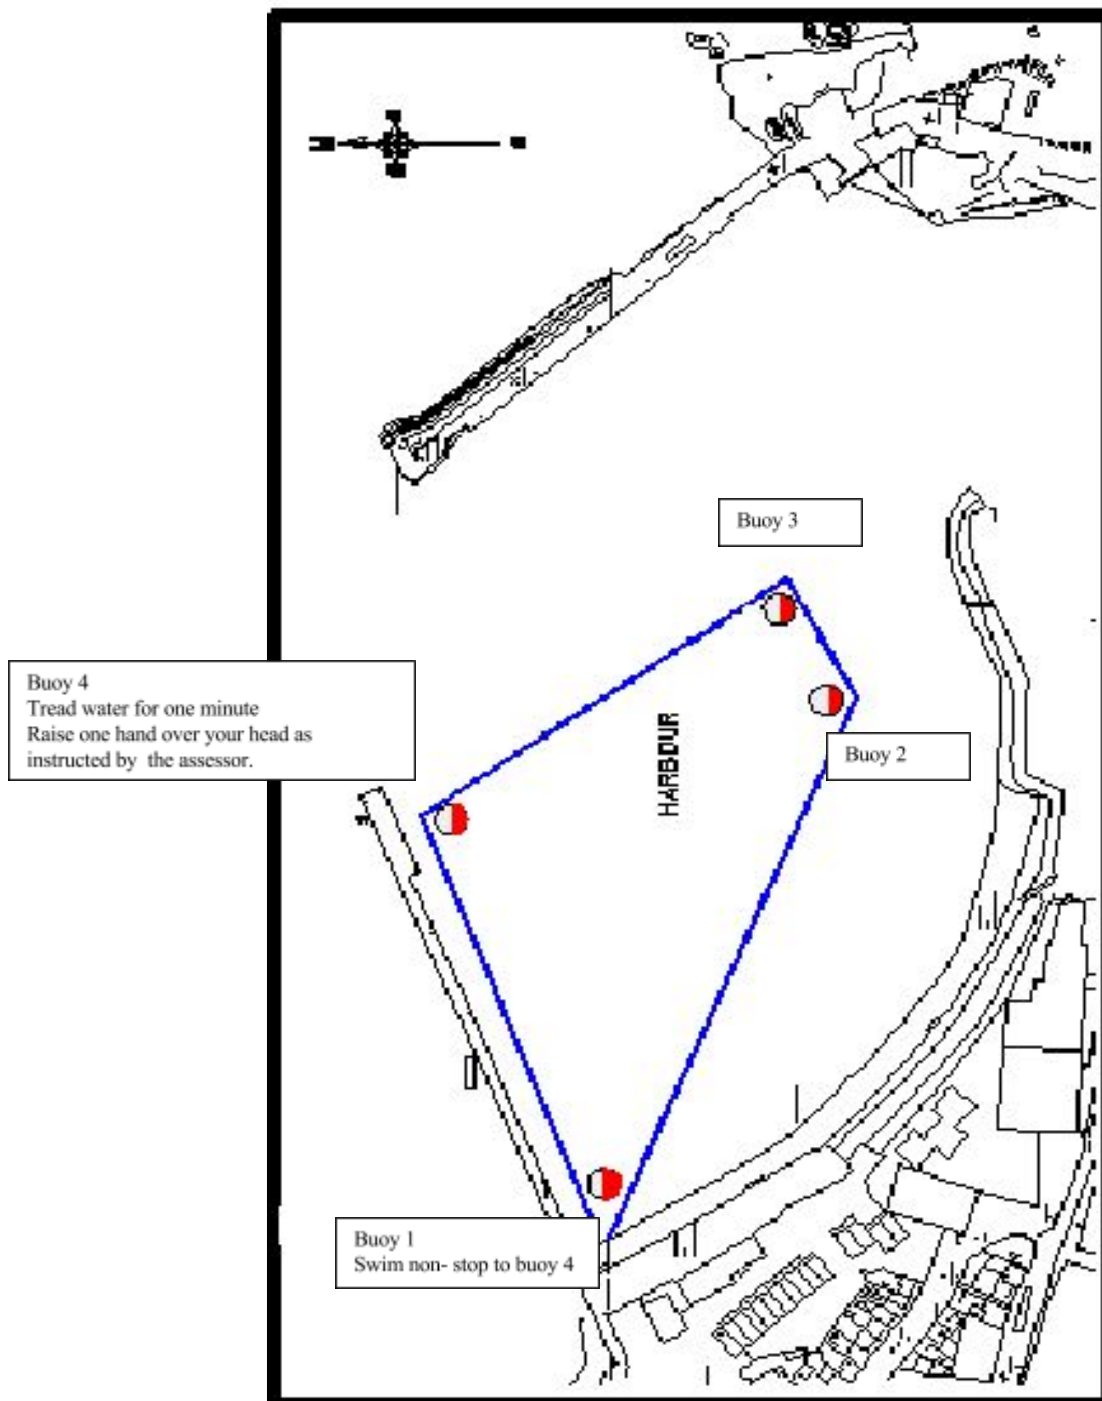 Buoy 3
Buoy 4
Tread water for one minute
Raise one hand over your head as
instructed by the assessor.
HARBOUR
Buoy 2
Buoy 1
Swim non- stop to buoy 4